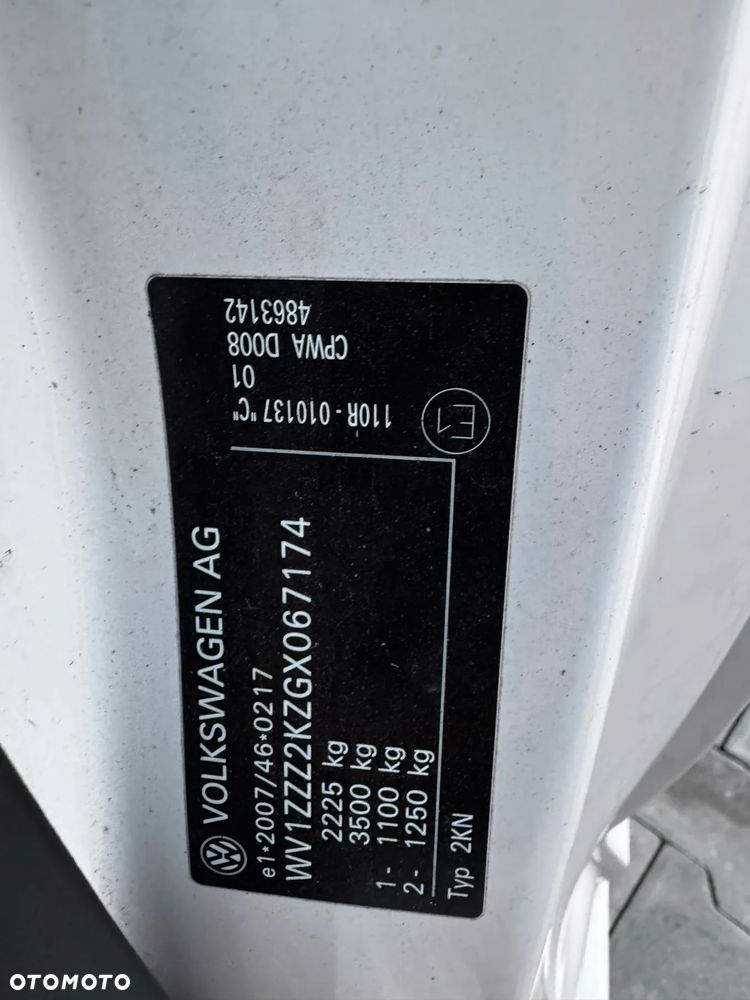 VOLKSWAGEN AG
e1*2007/46*0217
WV1ZZZ2KZGX067174
2225 kg
3500 kg
1- 1100 kg
2- 1250 kg
Typ 2KN
E1
110R-010137"C"
01
CPWA D008
4863142
OTOMOTO